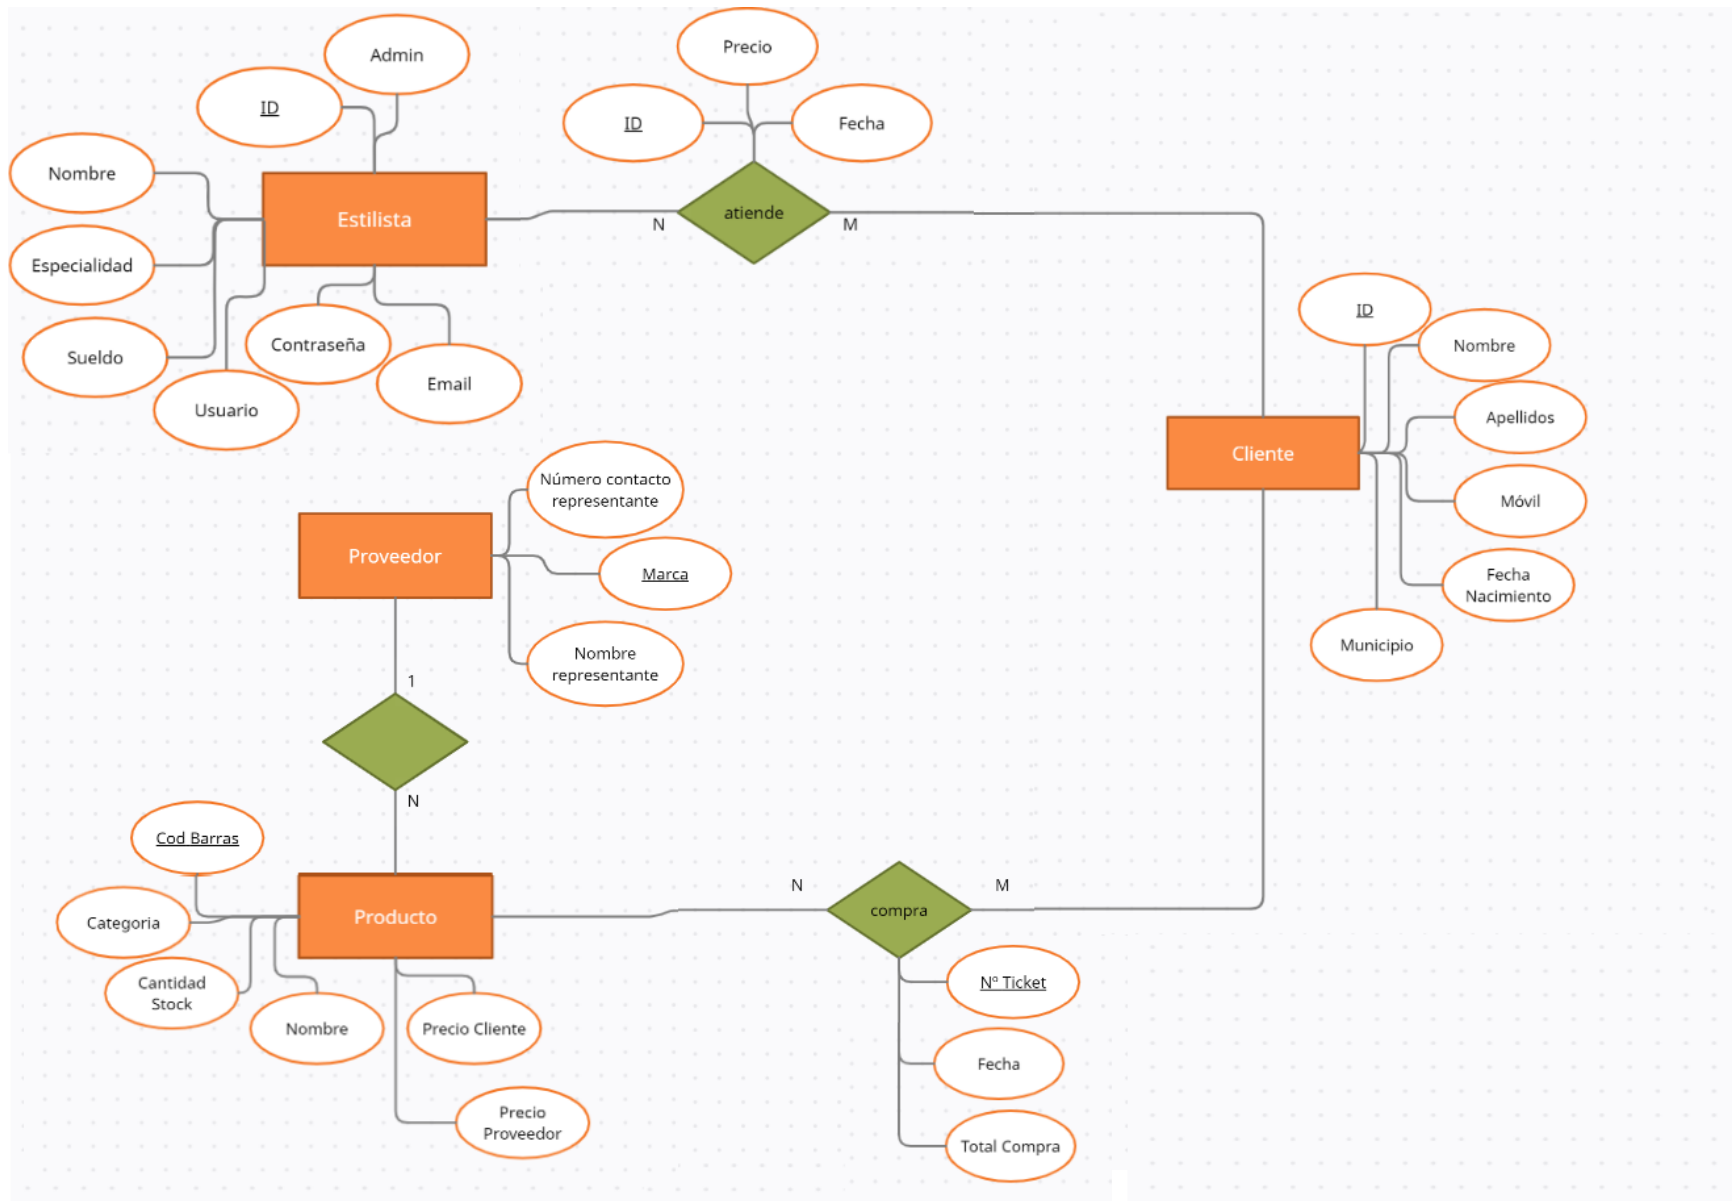 Admin
ID
Nombre
Estilista
Especialidad
Sueldo
Contraseña
Usuario
Email
Precio
ID
Fecha
atiende
N
M
ID
Nombre
Apellidos
Cliente
Móvil
Fecha
Nacimiento
Municipio
Número contacto
representante
Proveedor
Marca
Nombre
representante
1
N
Cod Barras
Categoria
Producto
Cantidad
Stock
Nombre
Precio Cliente
Precio
Proveedor
N
M
compra
Nº Ticket
Fecha
Total Compra